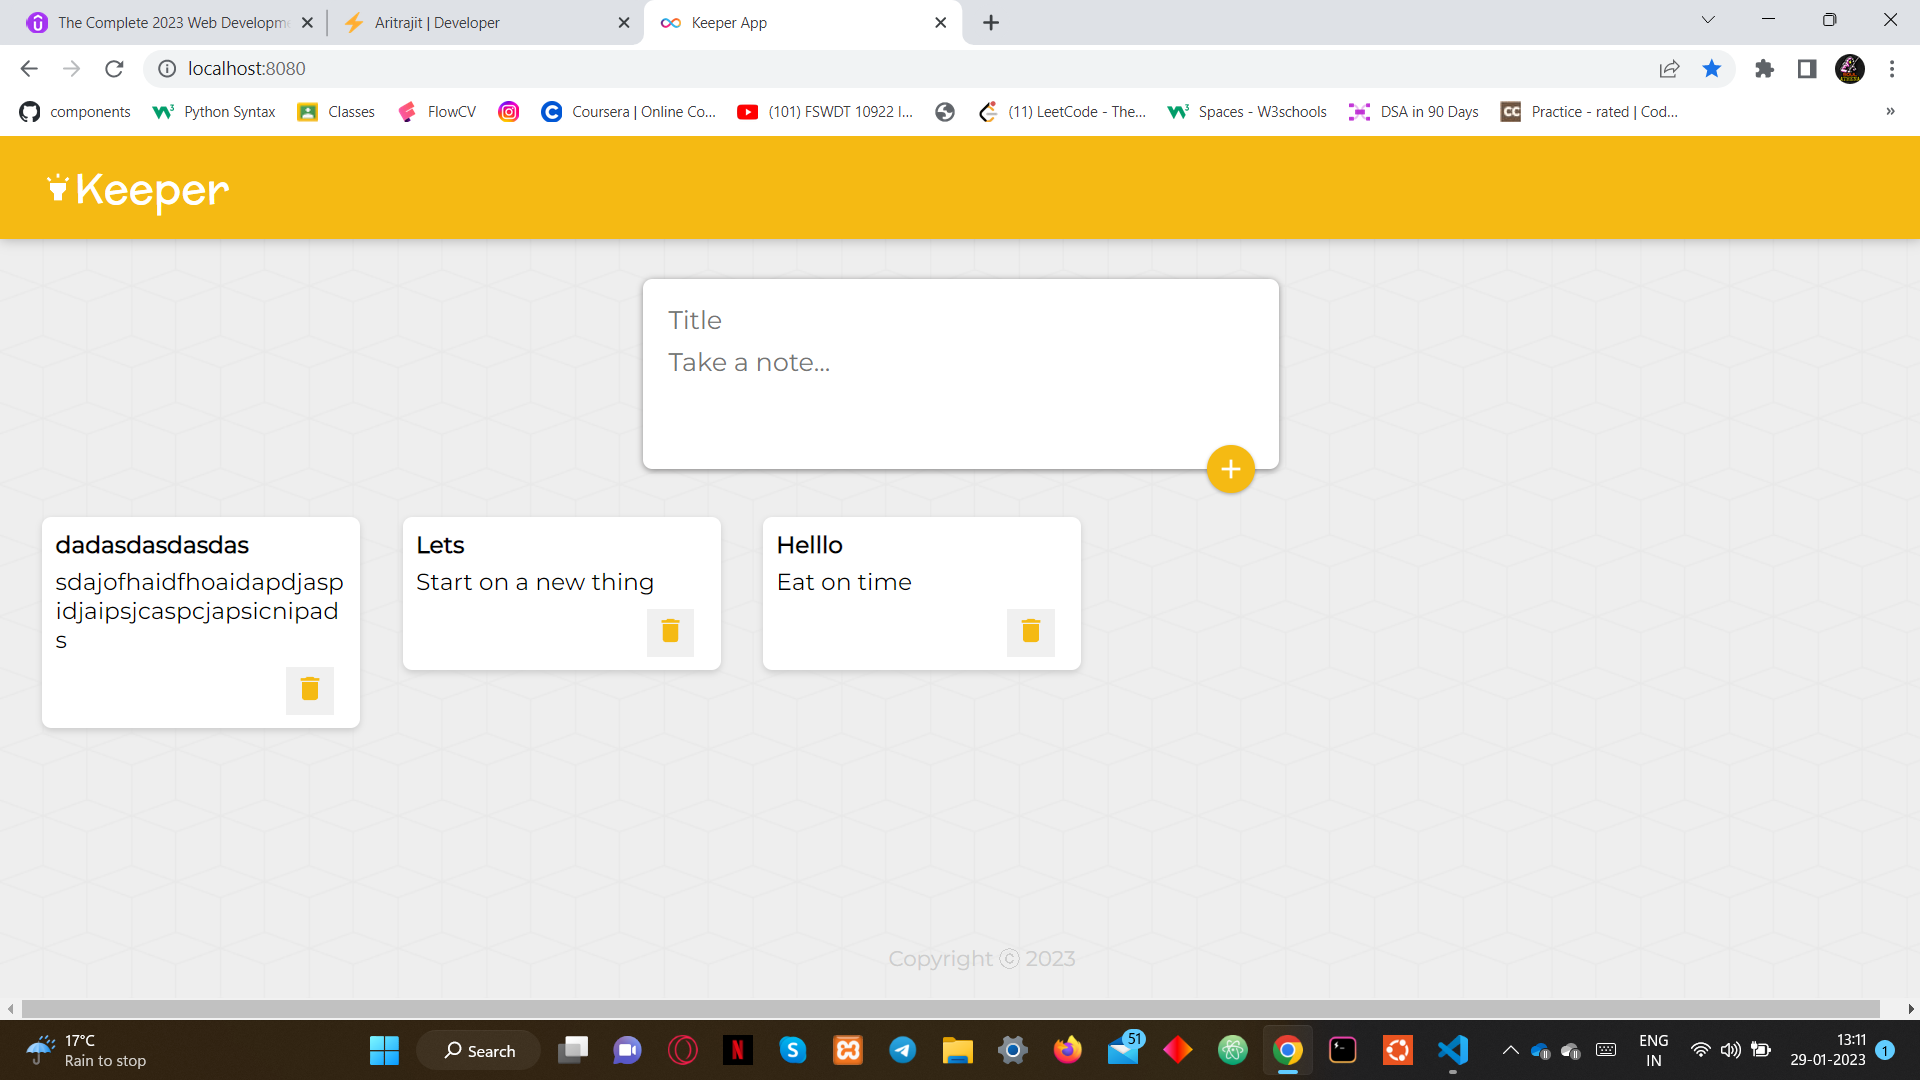 The Complete 2023 Web Developm
Aritrajit | Developer
Keeper App
localhost:8080
components
Python Syntax
Classes
FlowCV
Coursera | Online Co...
(101) FSWDT 10922 I...
(11) LeetCode - The...
Spaces - W3schools
DSA in 90 Days
Practice - rated | Cod...
»
Keeper
Title
Take a note...
dadasdasdasdas
sdajofhaidfhoaidapdjasp
idjaipsjcaspcjapsicnipad
s
Lets
Start on a new thing
Helllo
Eat on time
Copyright ⓒ 2023
17°C
Rain to stop
Search
51
ENG
IN
13:11
29-01-2023
1